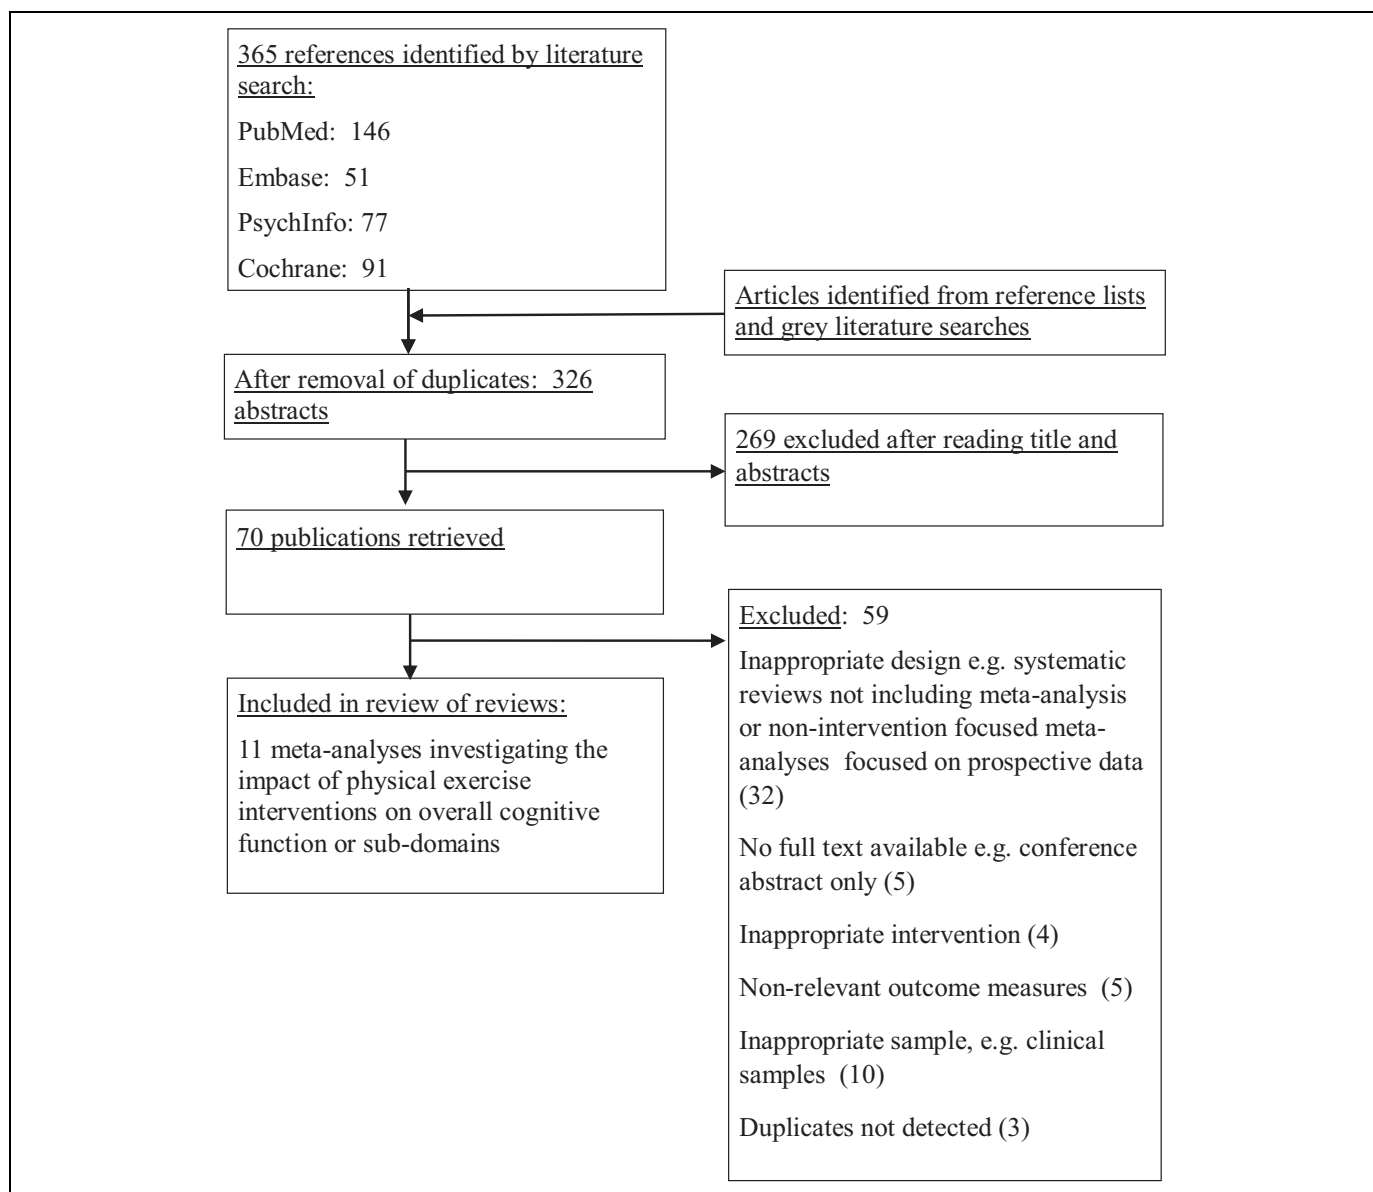 365 references identified by literature
search:
PubMed:  146
Embase:  51
PsychInfo: 77
Cochrane:  91
Articles identified from reference lists
and grey literature searches
After removal of duplicates:  326
abstracts
269 excluded after reading title and
abstracts
70 publications retrieved
Excluded:  59
Inappropriate design e.g. systematic
reviews not including meta-analysis
or non-intervention focused meta-
analyses  focused on prospective data
(32)
No full text available e.g. conference
abstract only (5)
Inappropriate intervention (4)
Non-relevant outcome measures  (5)
Inappropriate sample, e.g. clinical
samples  (10)
Duplicates not detected (3)
Included in review of reviews:
11 meta-analyses investigating the
impact of physical exercise
interventions on overall cognitive
function or sub-domains